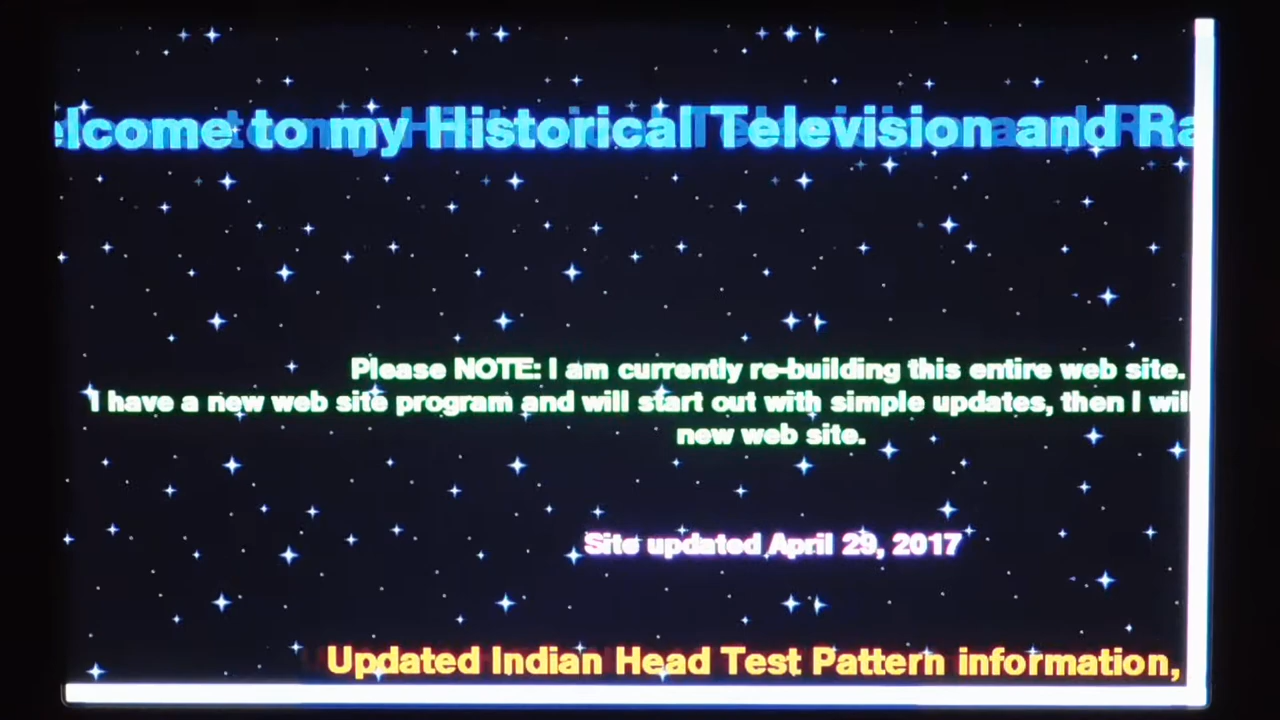 elcome to my Historical Television and Ra
Please NOTE: I am currently re-building this entire web site.
I have a new web site program and will start out with simple updates, then I will
new web site.
Site updated April 29, 2017
Updated Indian Head Test Pattern information,